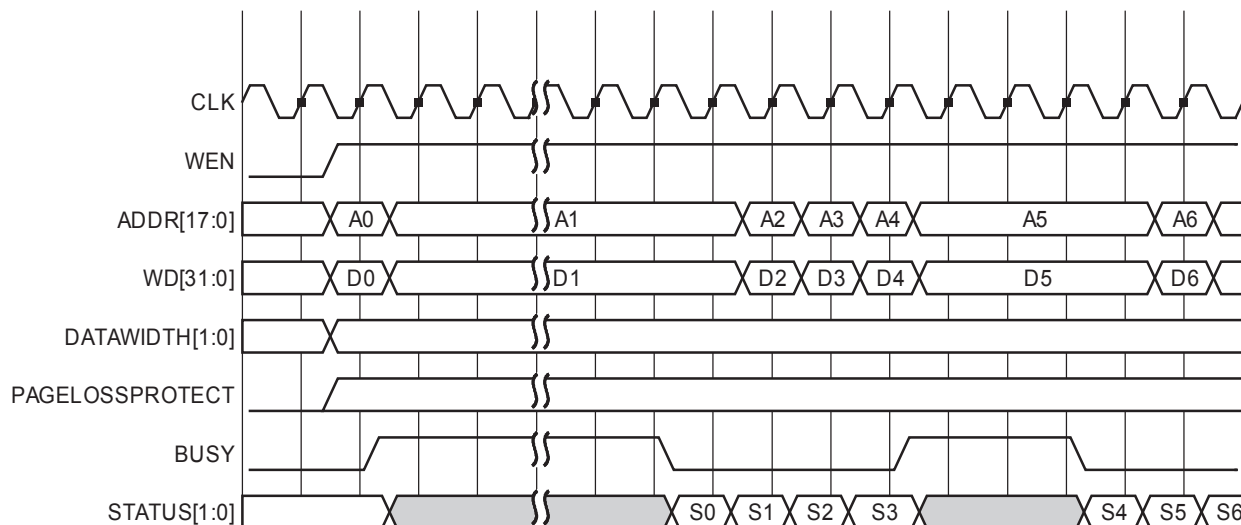 CLK
WEN
ADDR[17:0] A0 A1 A2 A3 A4 A5 A6
WD[31:0] D0 D1 D2 D3 D4 D5 D6
DATAWIDTH[1:0]
PAGELOSSPROTECT
BUSY
STATUS[1:0] S0 S1 S2 S3 S4 S5 S6